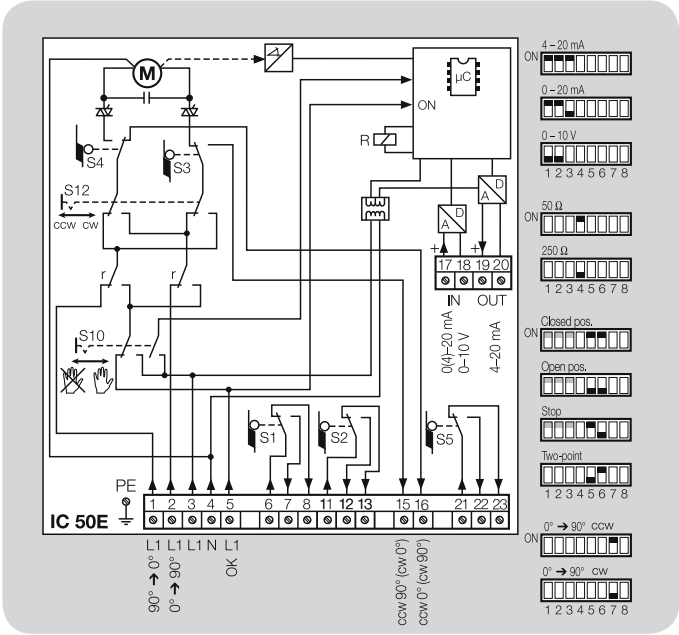 M
µC
ON
S4
S3
R
S12
ccw cw
D
A
D
A
+
+
17 18 19 20
IN
OUT
0(4)–20 mA
0–10 V
4–20 mA
r
r
S10
S1
S2
S5
PE
1 2 3 4 5 6 7 8 11 12 13 15 16 21 22 23
IC 50E
L1 L1 L1 N L1
90° → 0°
0° → 90°
OK
ccw 90° (cw 0°)
ccw 0° (cw 90°)
4 – 20 mA
ON
0 – 20 mA
0 – 10 V
1 2 3 4 5 6 7 8
50 Ω
ON
250 Ω
1 2 3 4 5 6 7 8
Closed pos.
ON
Open pos.
Stop
Two-point
1 2 3 4 5 6 7 8
0° → 90° ccw
ON
0° → 90° cw
1 2 3 4 5 6 7 8